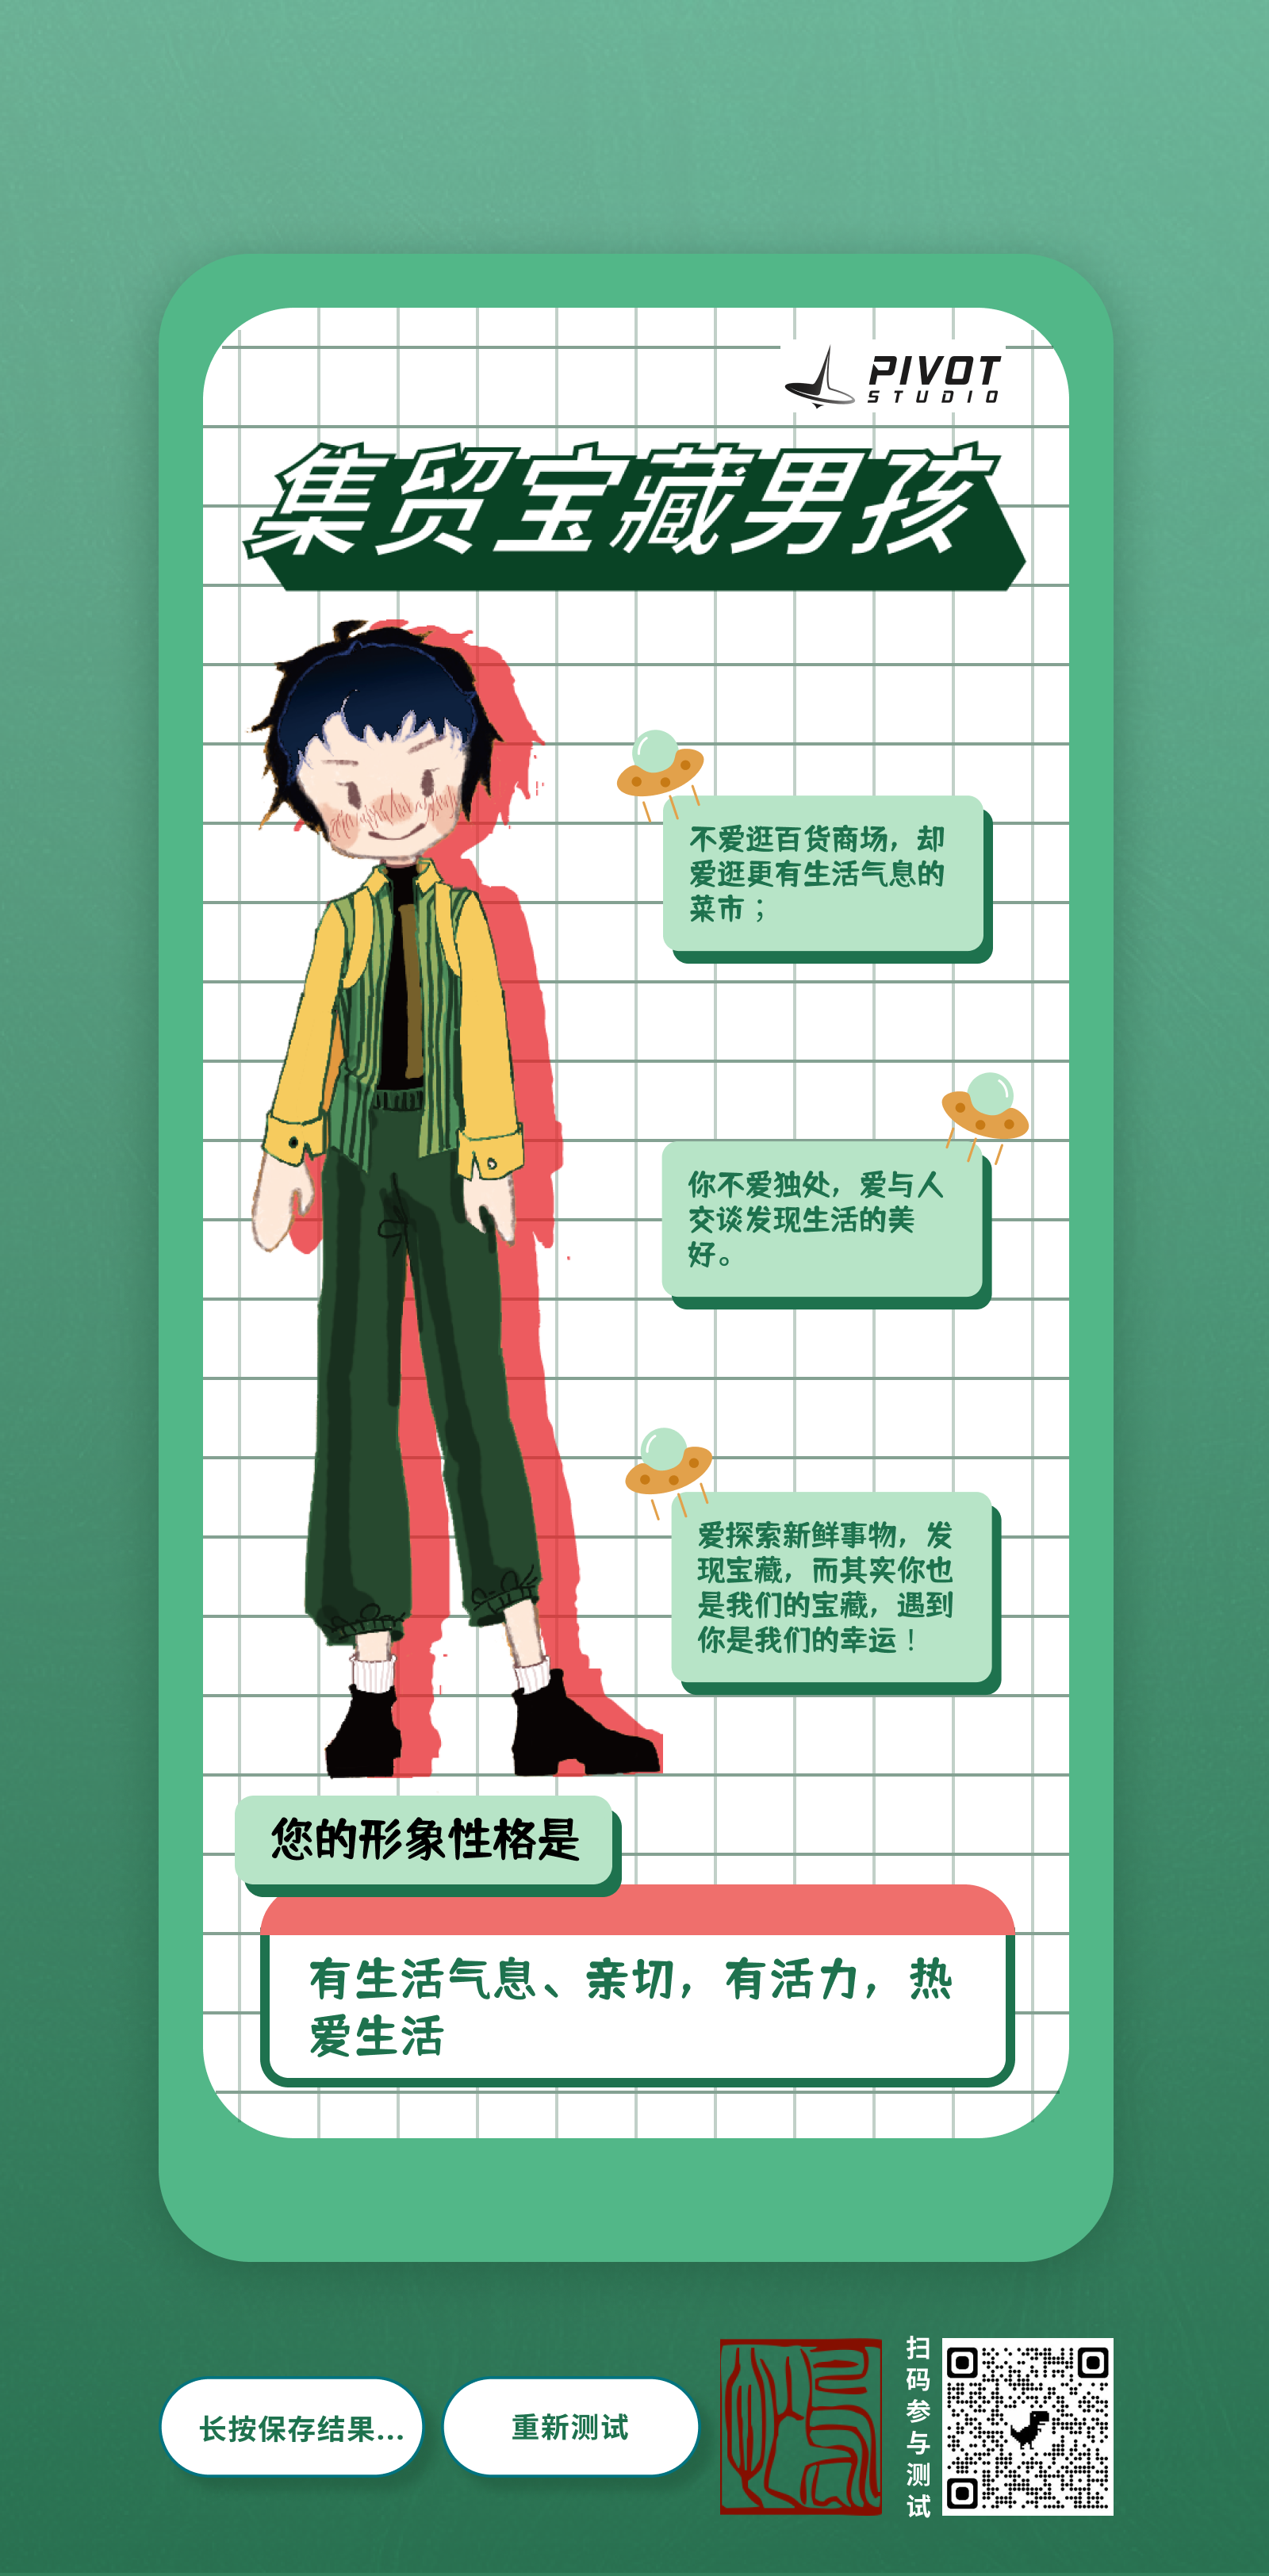 PIVOT
STUDIO
集贸宝藏男孩
不爱逛百货商场，却
爱逛更有生活气息的
菜市；
你不爱独处，爱与人
交谈发现生活的美
好。
爱探索新鲜事物，发
现宝藏，而其实你也
是我们的宝藏，遇到
你是我们的幸运！
您的形象性格是
有生活气息、亲切，有活力，热
爱生活
长按保存结果...
重新测试
扫码参与测试